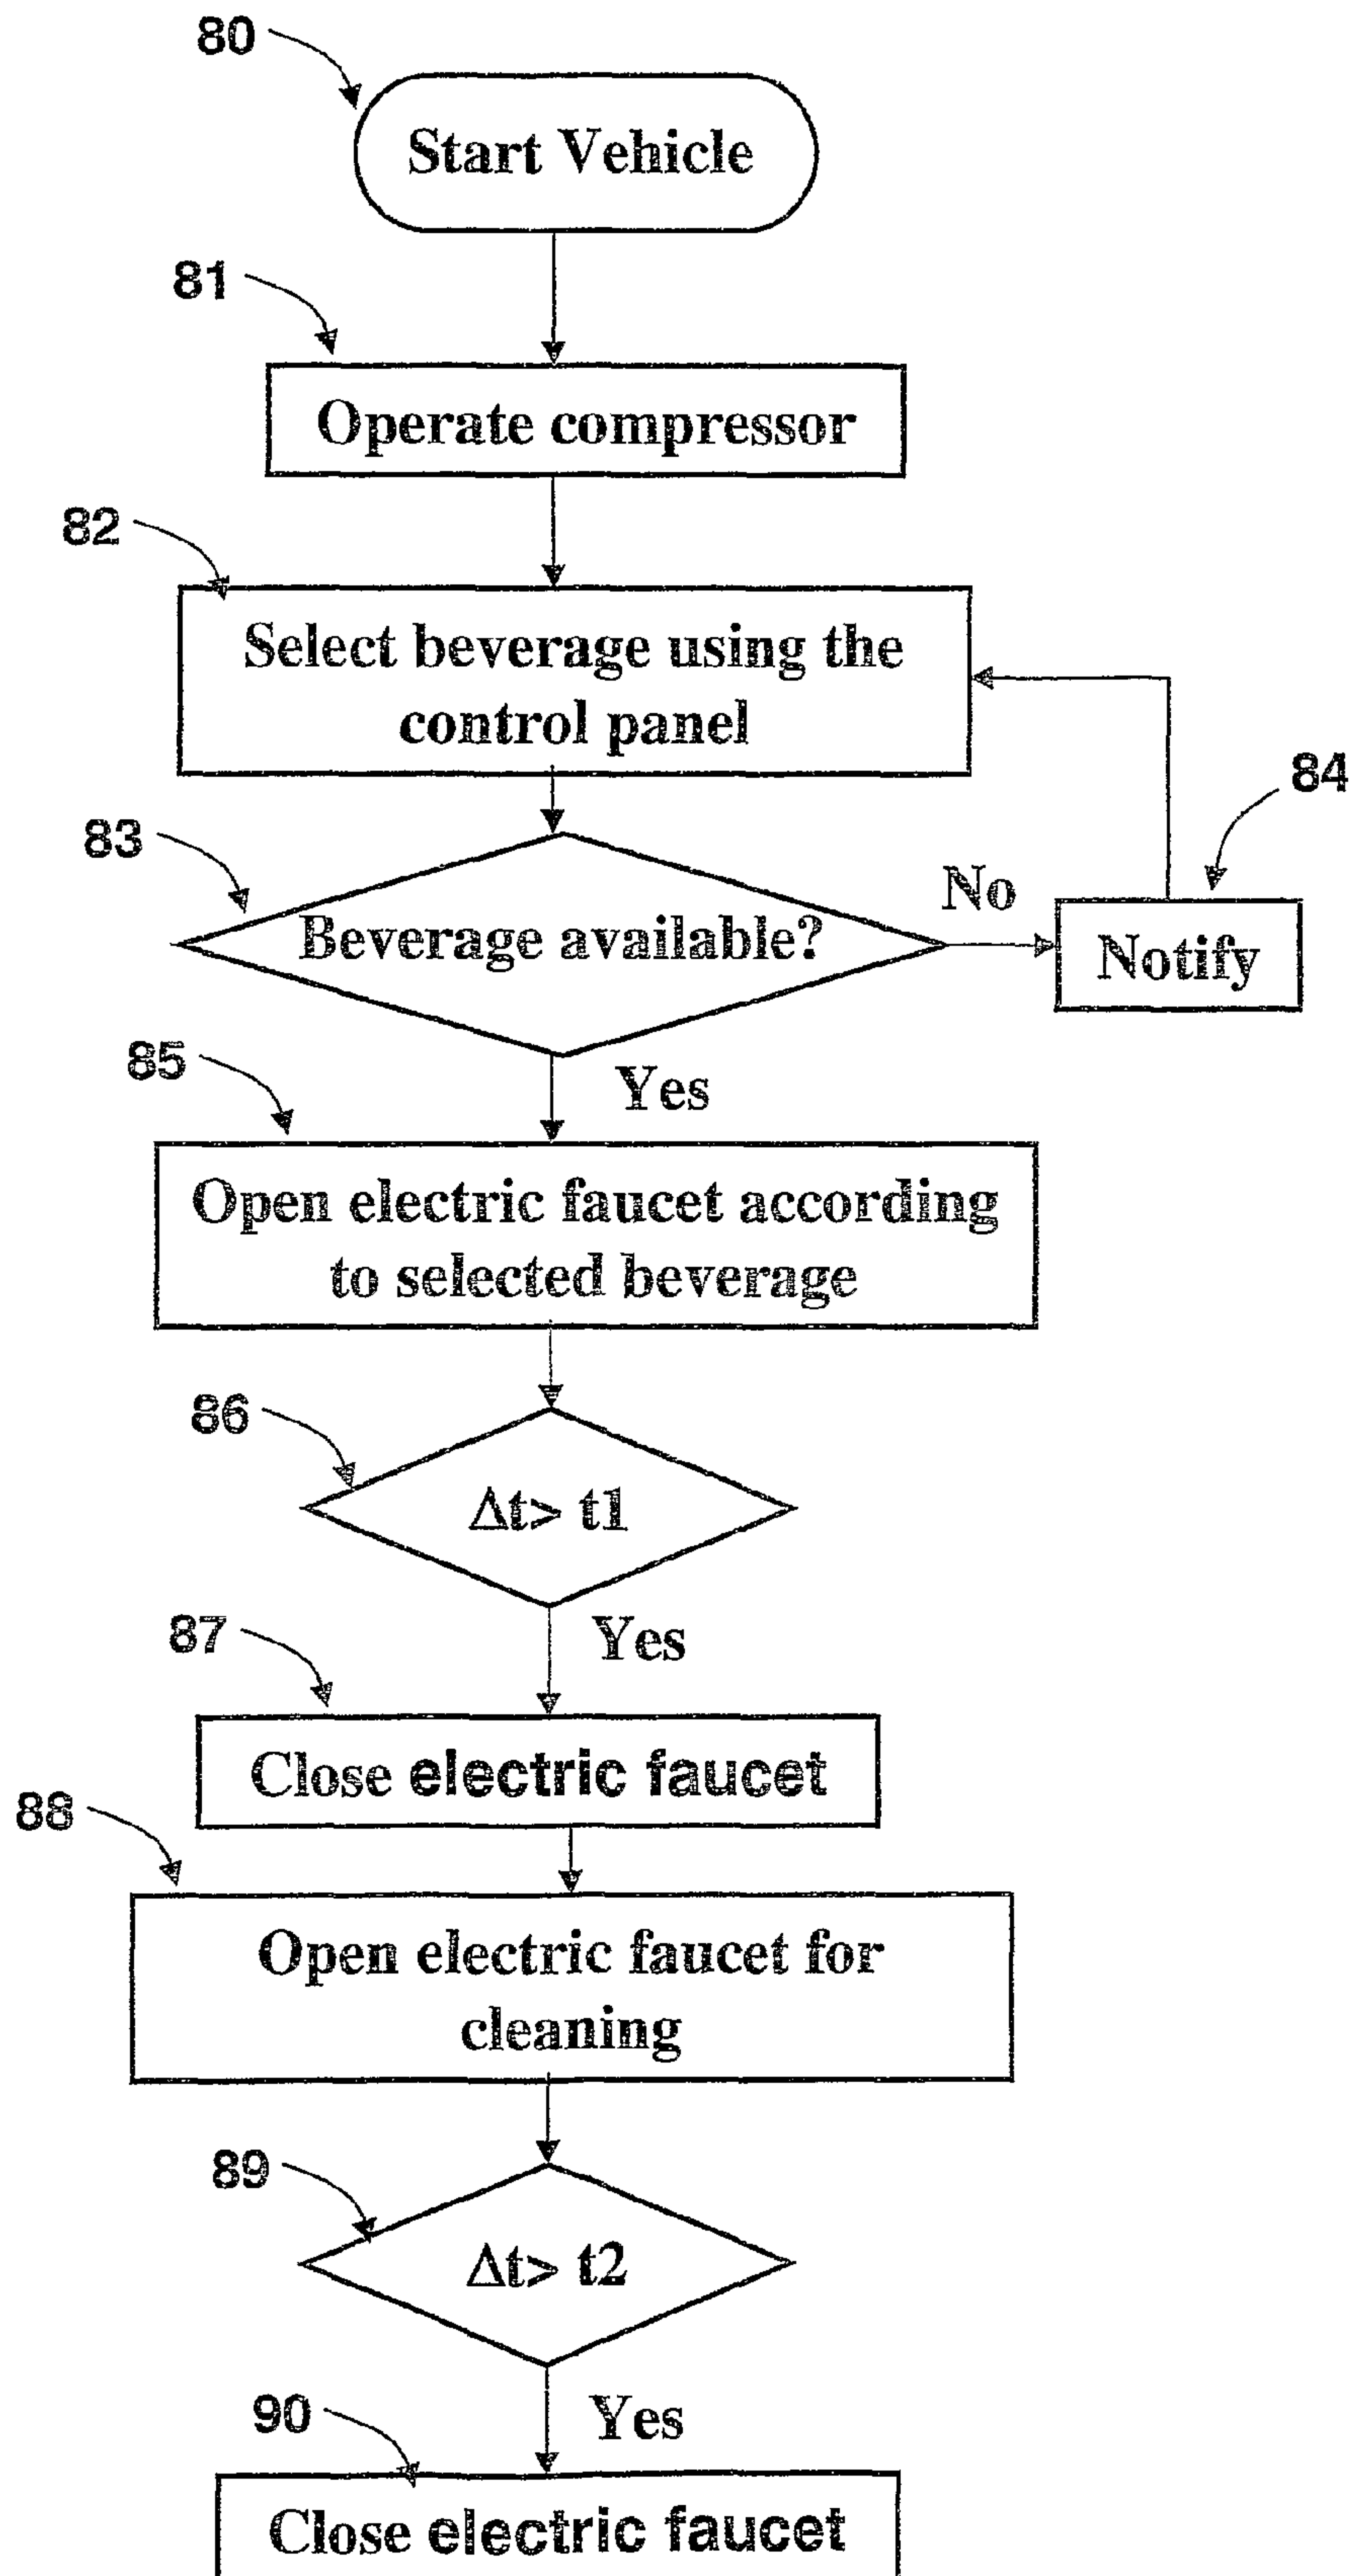 80
Start Vehicle
81
Operate compressor
82
Select beverage using the
control panel
84
83
No
Beverage available?
Notify
85
Yes
Open electric faucet according
to selected beverage
86
Δt> t1
87
Yes
Close electric faucet
88
Open electric faucet for
cleaning
89
Δt> t2
90
Yes
Close electric faucet